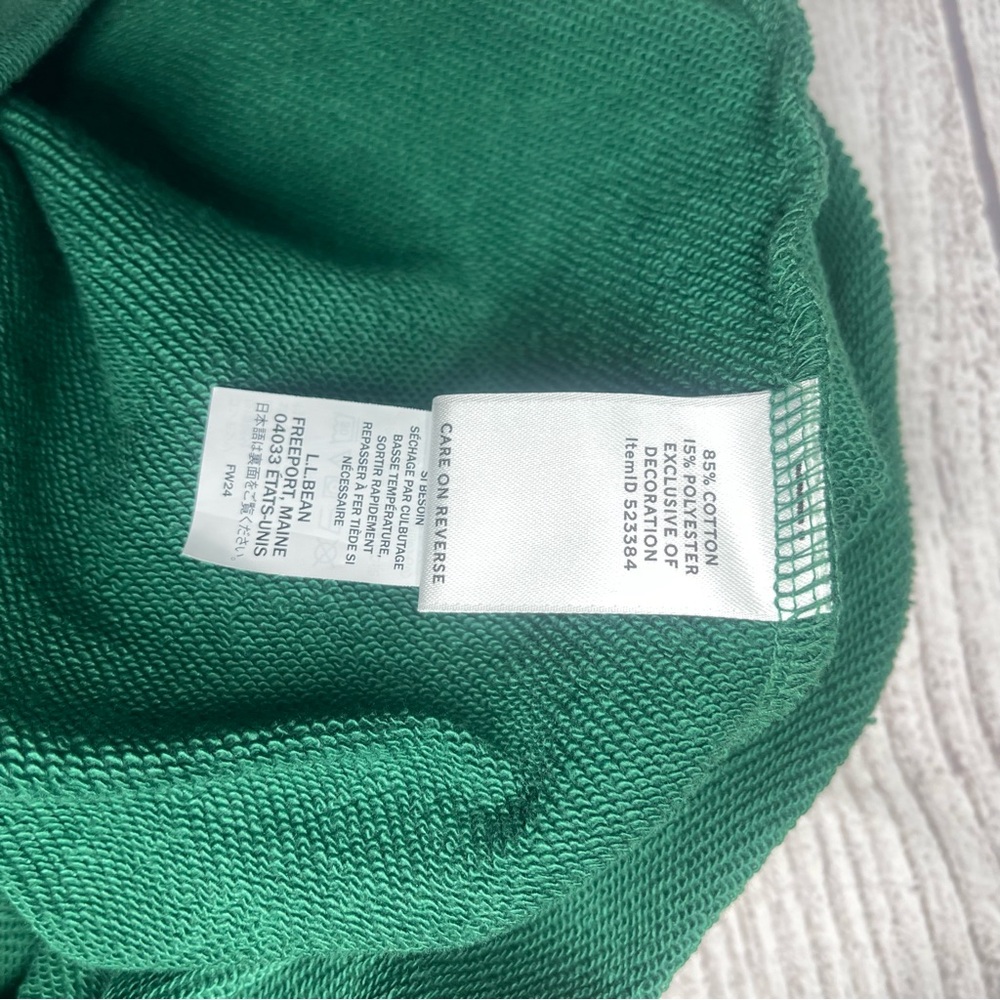 85% COTTON
15% POLYESTER
EXCLUSIVE OF
DECORATION
ItemID 523384
CARE ON REVERSE
SI BESOIN
SÉCHAGE PAR CULBUTAGE
BASSE TEMPÉRATURE,
SORTIR RAPIDEMENT
REPASSER À FER TIÈDE SI
NÉCESSAIRE
L.L.BEAN
FREEPORT, MAINE
04033 ÉTATS-UNIS
日本語は裏面をご覧ください。
FW24